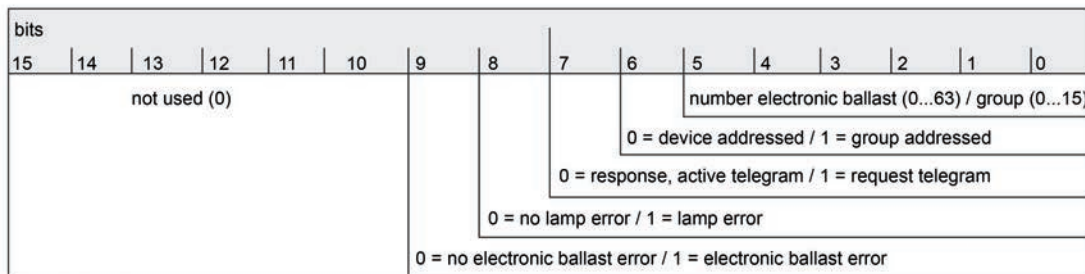 bits
15 14 13 12 11 10 9 8 7 6 5 4 3 2 1 0
not used (0)
number electronic ballast (0...63) / group (0...15)
0 = device addressed / 1 = group addressed
0 = response, active telegram / 1 = request telegram
0 = no lamp error / 1 = lamp error
0 = no electronic ballast error / 1 = electronic ballast error